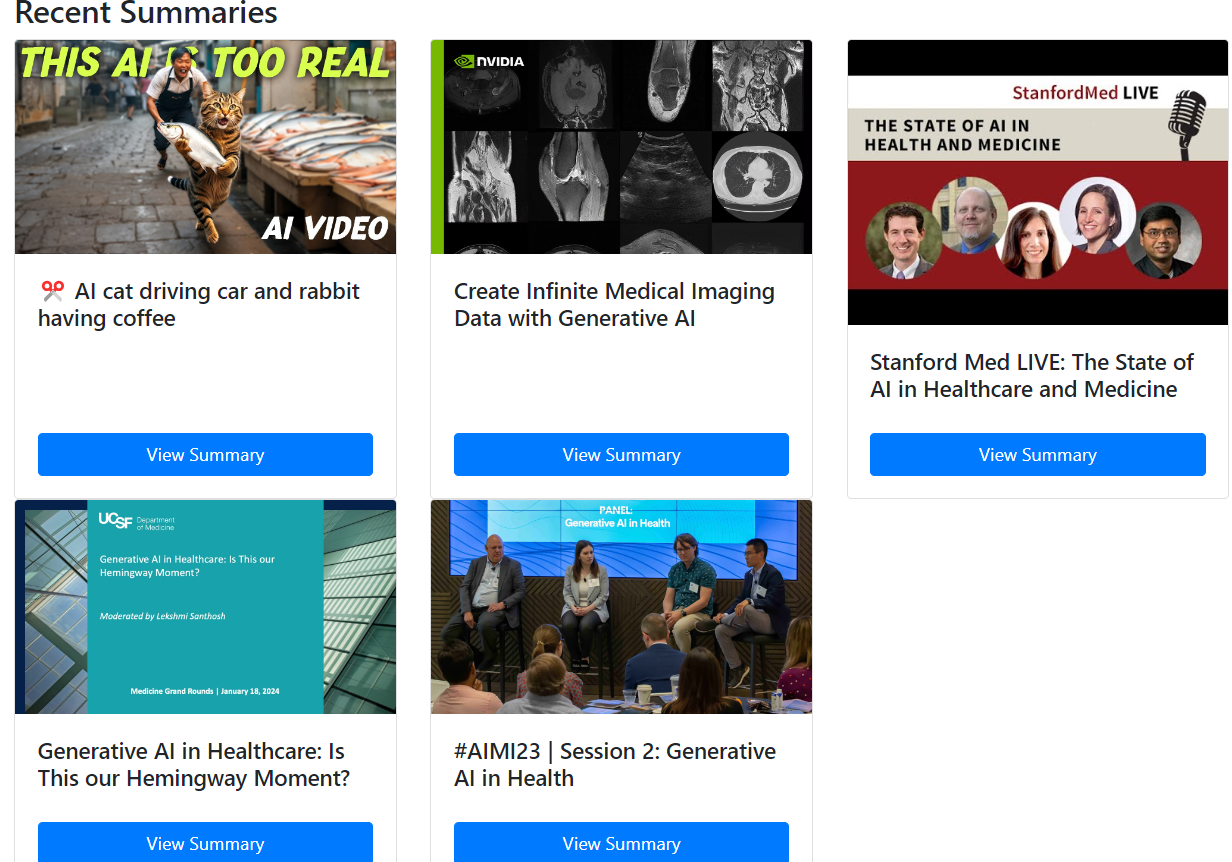 Recent Summaries
THIS AI IS TOO REAL
AI VIDEO
AI cat driving car and rabbit
having coffee
View Summary
NVIDIA
Create Infinite Medical Imaging
Data with Generative AI
View Summary
StanfordMed LIVE
THE STATE OF AI IN
HEALTH AND MEDICINE
Stanford Med LIVE: The State of
AI in Healthcare and Medicine
View Summary
UCSF Department
of Medicine
Generative AI in Healthcare: Is This our
Hemingway Moment?
Moderated by Lekshmi Santhosh
Medicine Grand Rounds | January 18, 2024
Generative AI in Healthcare: Is
This our Hemingway Moment?
View Summary
PANEL:
Generative AI in Health
#AIMI23 | Session 2: Generative
AI in Health
View Summary